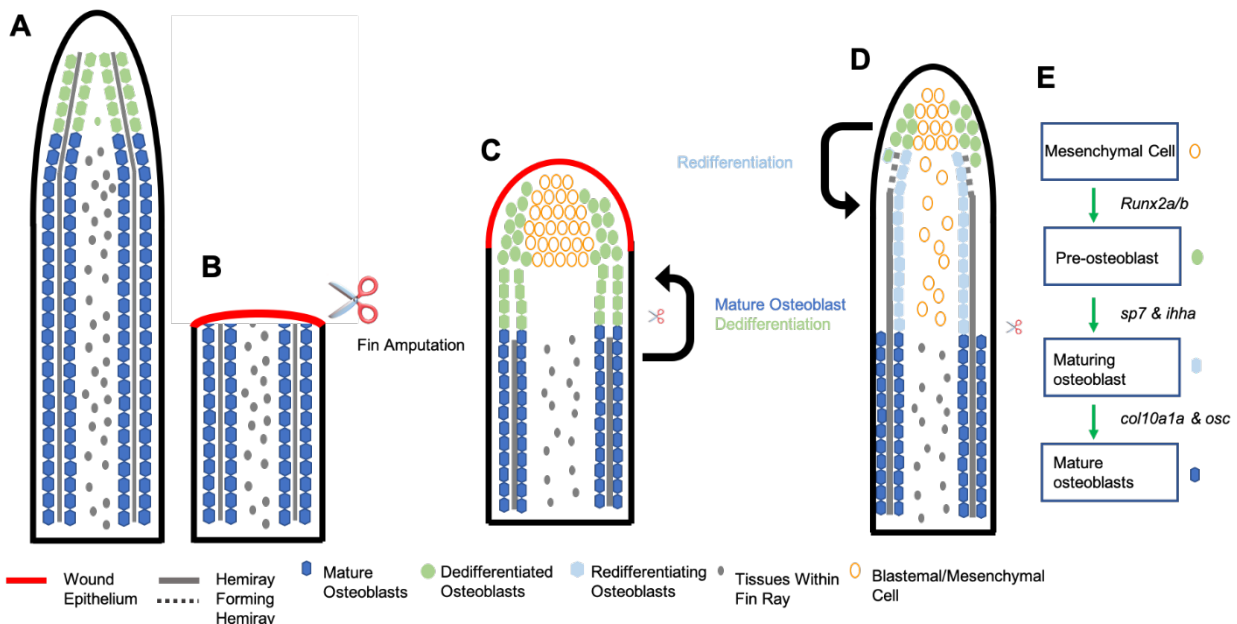 A
B
Fin Amputation
C
Mature Osteoblast
Dedifferentiation
Redifferentiation
D
E
Mesenchymal Cell
Runx2a/b
Pre-osteoblast
sp7 & ihha
Maturing
osteoblast
col10a1a & osc
Mature
osteoblasts
Wound
Epithelium
Hemiray
Forming
Hemiray
Mature
Osteoblasts
Dedifferentiated
Osteoblasts
Redifferentiating
Osteoblasts
Tissues Within
Fin Ray
Blastemal/Mesenchymal
Cell